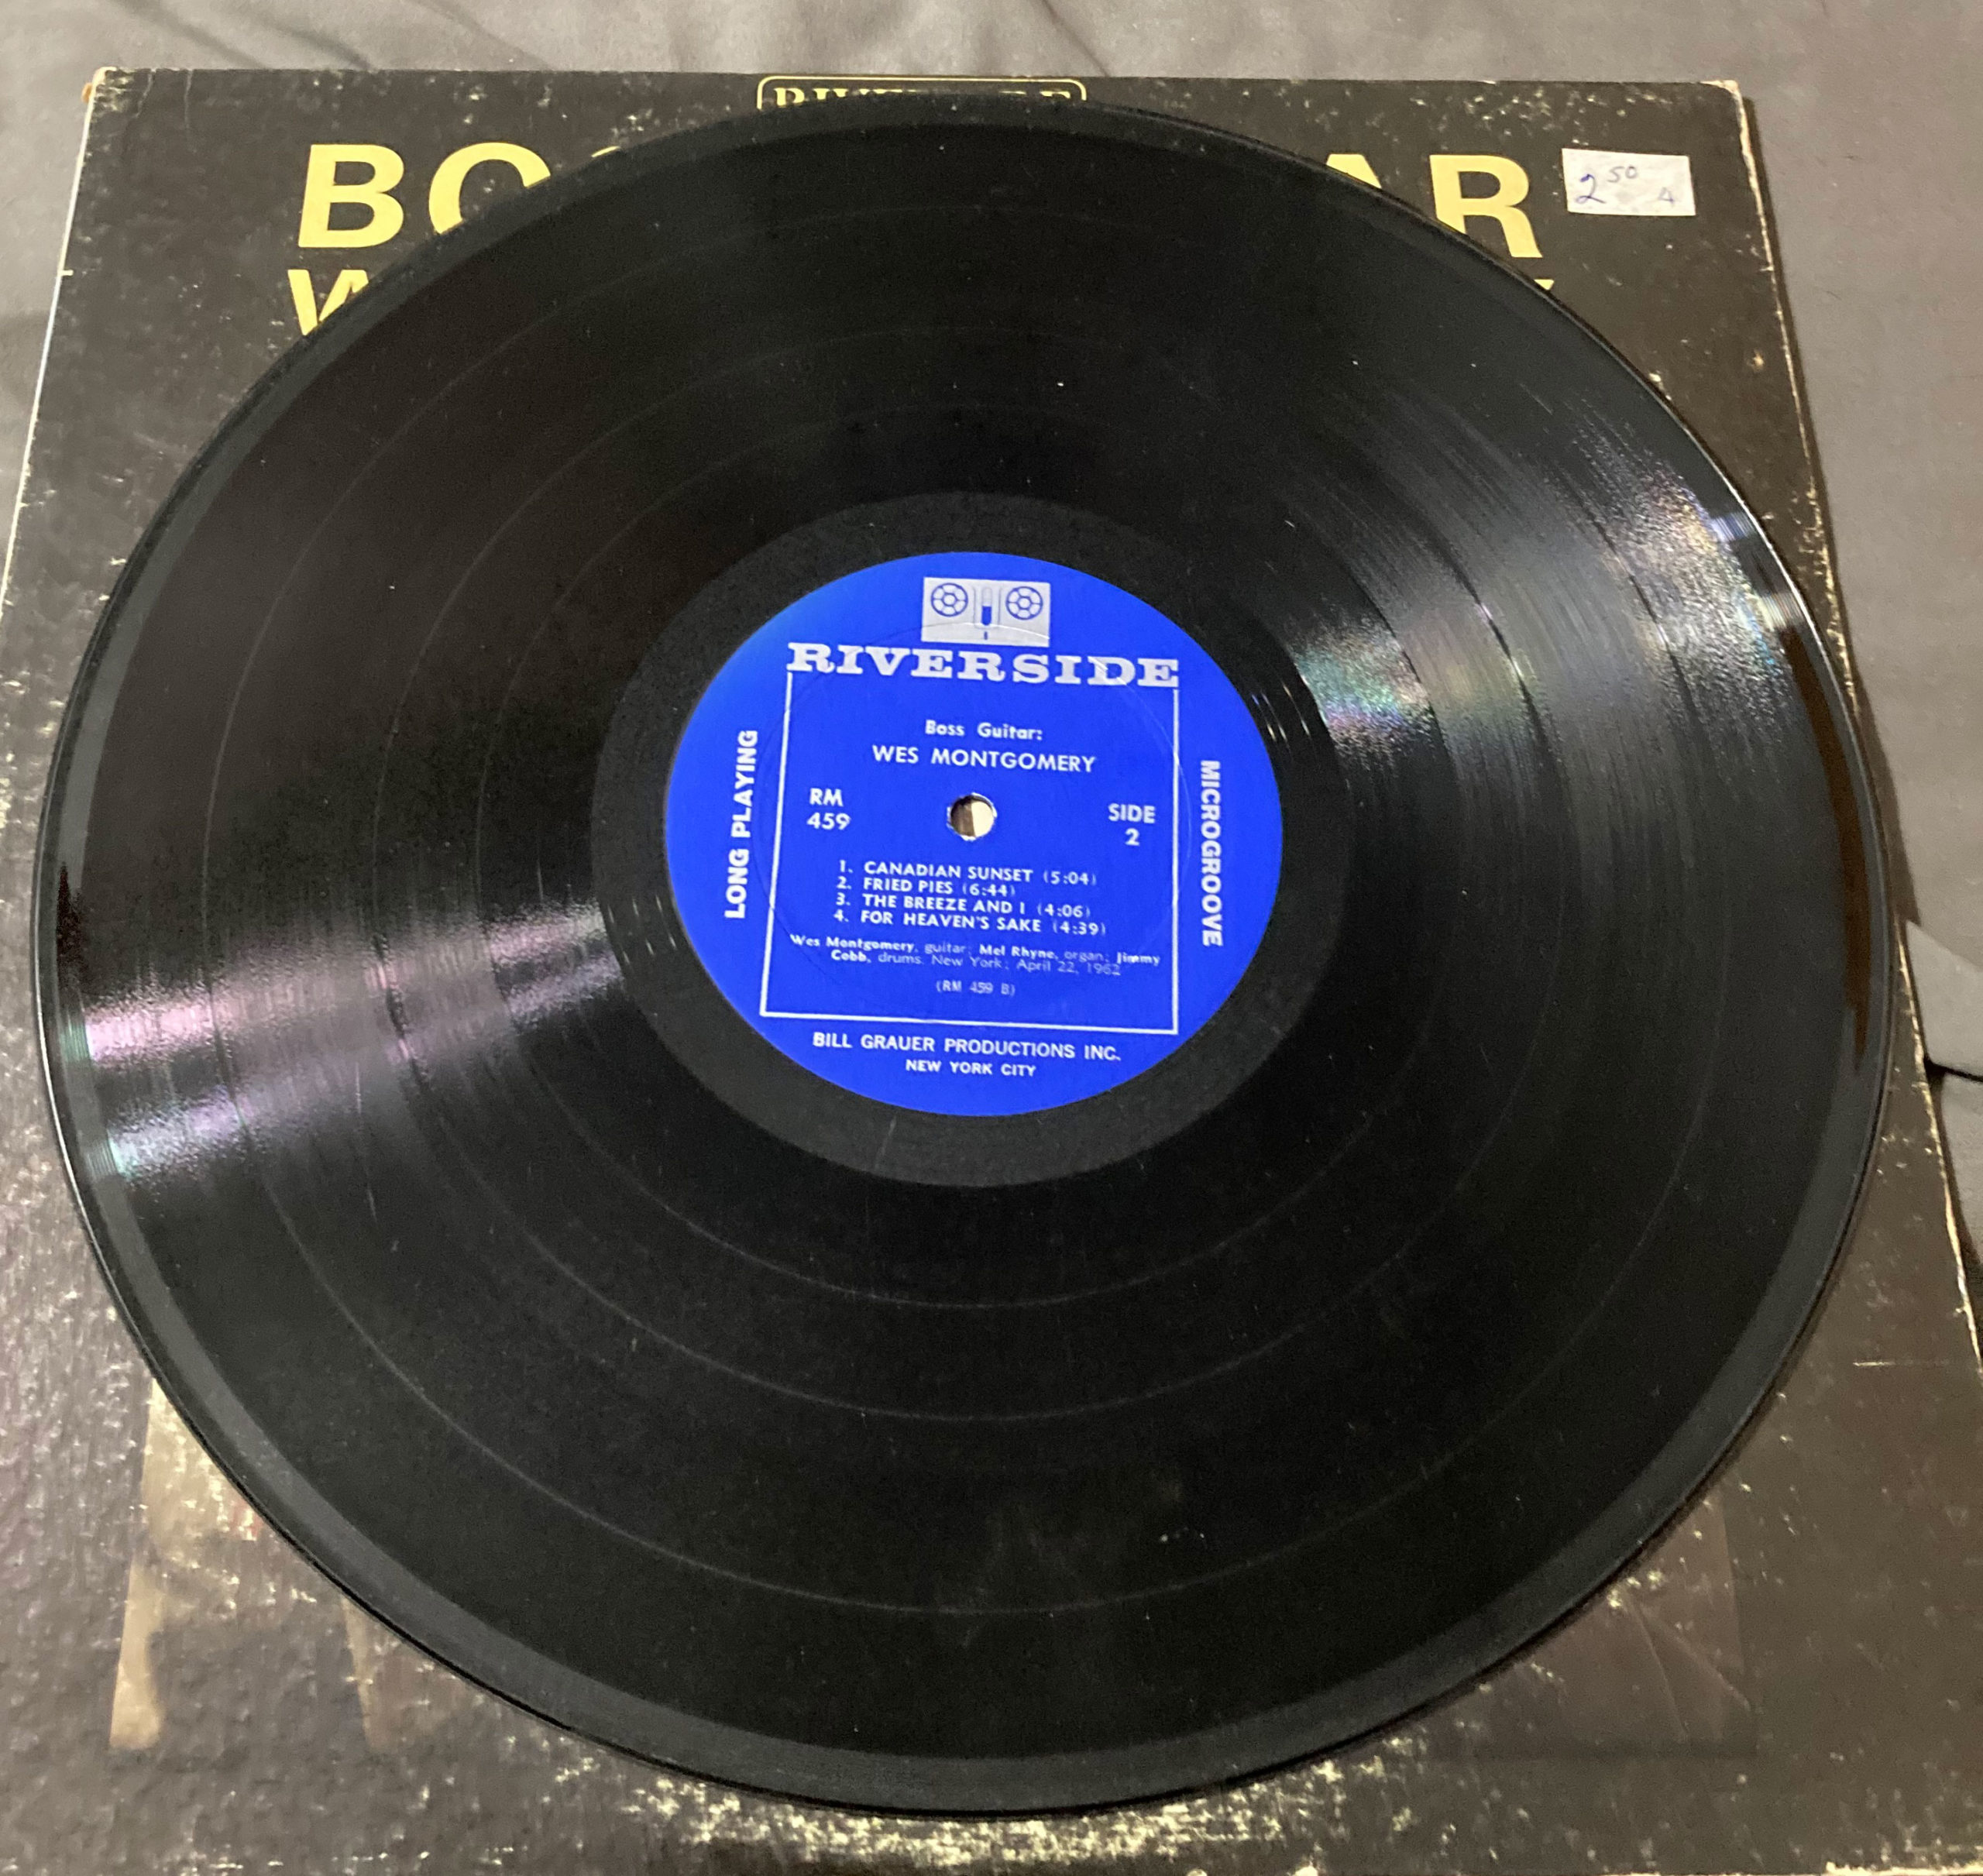 2 50 4
RIVERSIDE
Boss Guitar:
WES MONTGOMERY
RM
459
SIDE
2
LONG PLAYING
MICROGROOVE
1. CANADIAN SUNSET (5:04)
2. FRIED PIES (6:44)
3. THE BREEZE AND I (4:06)
4. FOR HEAVEN'S SAKE (4:39)
Wes Montgomery, guitar; Mel Rhyne, organ; Jimmy
Cobb, drums. New York; April 22, 1962
(RM 459 B)
BILL GRAUER PRODUCTIONS INC.
NEW YORK CITY